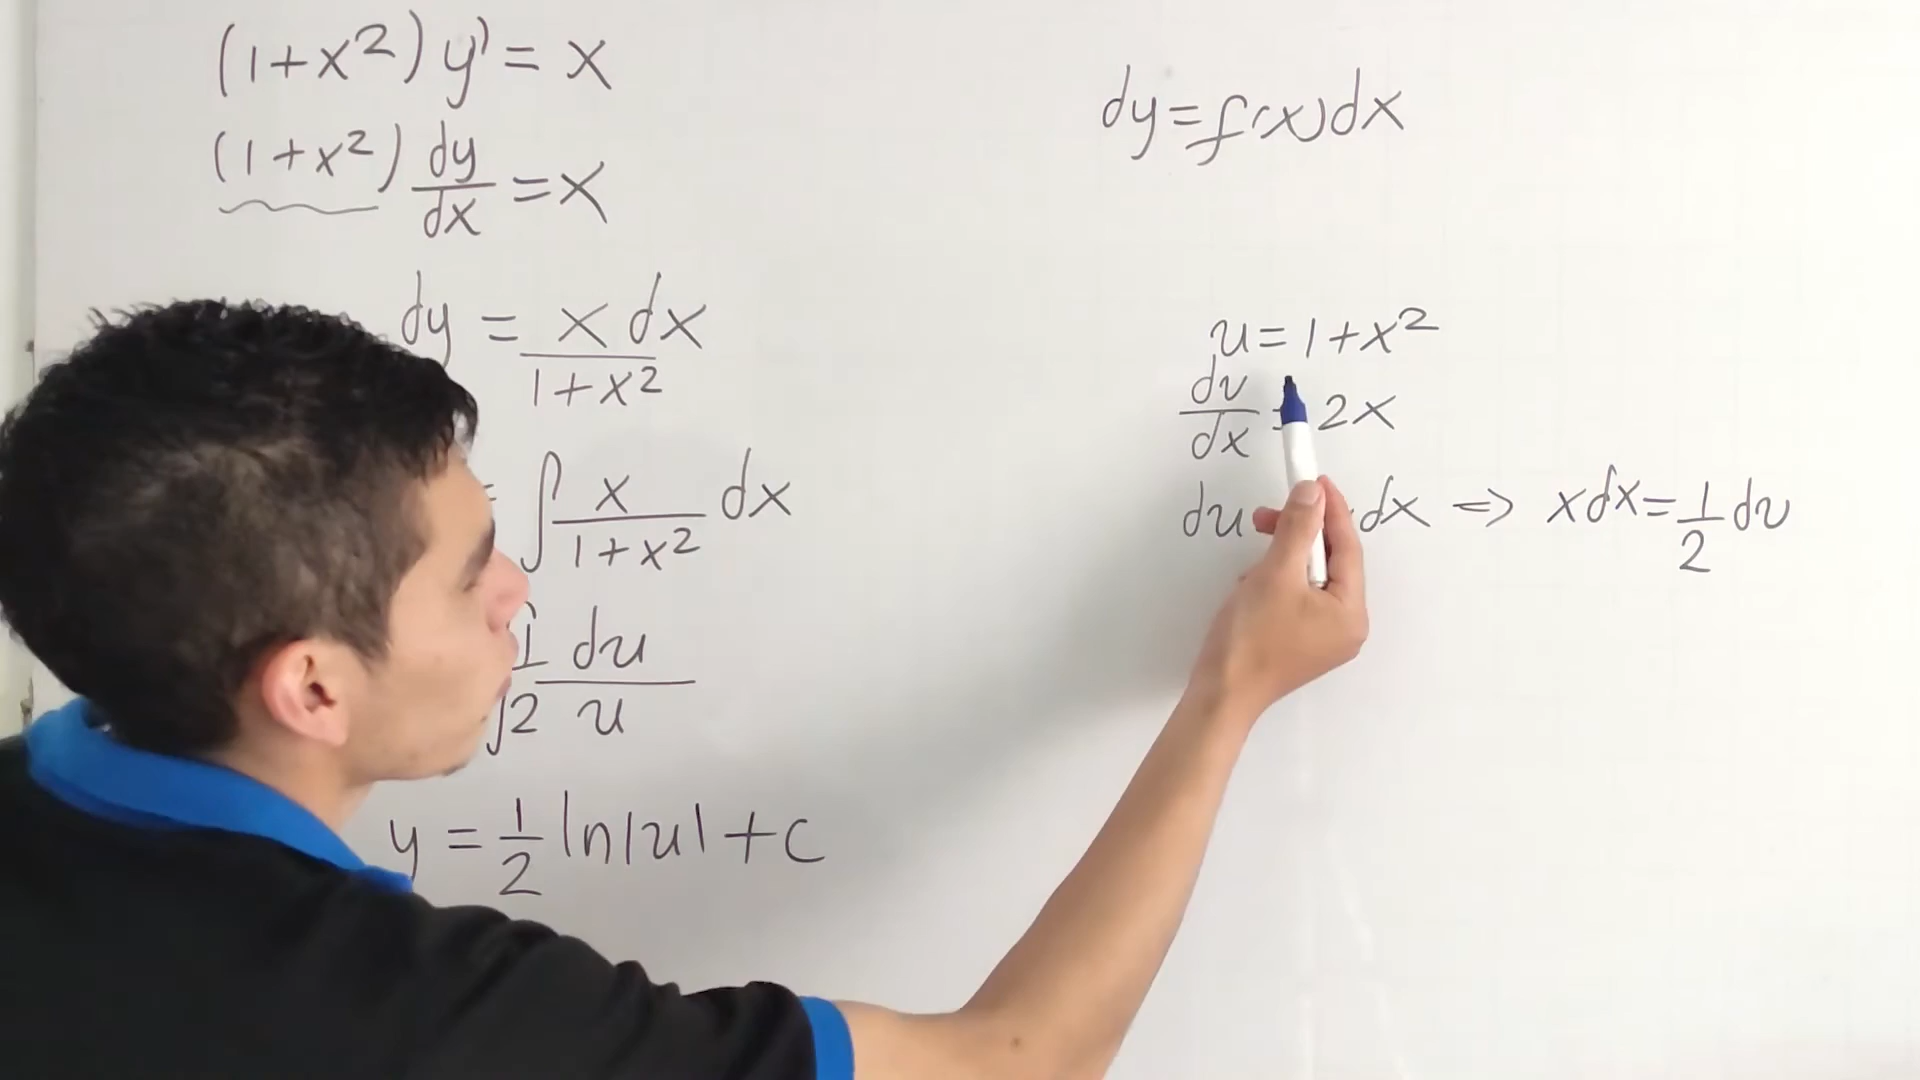 (1+x²) y' = x
(1+x²) dy/dx = x
dy = x dx/1+x²
∫ x/1+x² dx
1/2 du/u
y = 1/2 ln|u| + c
dy = f(x) dx
u = 1+x²
du/dx = 2x
du dx ⇒ x dx = 1/2 du